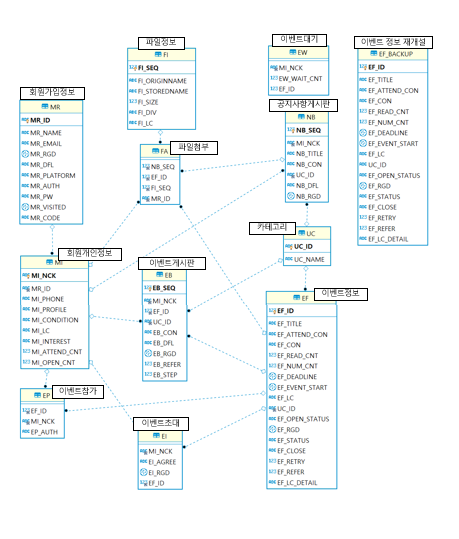 파일정보
FI
FI_SEQ
FI_ORIGINNAME
FI_STOREDNAME
FI_SIZE
FI_DIV
FI_LC
이벤트대기
EW
MI_NCK
EW_WAIT_CNT
EF_ID
이벤트 정보 재개설
EF_BACKUP
EF_ID
EF_TITLE
EF_ATTEND_CON
EF_CON
EF_READ_CNT
EF_NUM_CNT
EF_DEADLINE
EF_EVENT_START
EF_LC
UC_ID
EF_OPEN_STATUS
EF_RGD
EF_STATUS
EF_CLOSE
EF_RETRY
EF_REFER
EF_LC_DETAIL
회원가입정보
MR
MR_ID
MR_NAME
MR_EMAIL
MR_RGD
MR_DFL
MR_PLATFORM
MR_AUTH
MR_PW
MR_VISITED
MR_CODE
공지사항게시판
NB
NB_SEQ
MI_NCK
NB_TITLE
NB_CON
UC_ID
NB_DFL
NB_RGD
파일첨부
FA
NB_SEQ
EF_ID
FI_SEQ
MR_ID
카테고리
UC
UC_ID
UC_NAME
회원개인정보
MI
MI_NCK
MR_ID
MI_PHONE
MI_PROFILE
MI_CONDITION
MI_LC
MI_INTEREST
MI_ATTEND_CNT
MI_OPEN_CNT
이벤트게시판
EB
EB_SEQ
MI_NCK
EF_ID
UC_ID
EB_CON
EB_DFL
EB_RGD
EB_REFER
EB_STEP
이벤트정보
EF
EF_ID
EF_TITLE
EF_ATTEND_CON
EF_CON
EF_READ_CNT
EF_NUM_CNT
EF_DEADLINE
EF_EVENT_START
EF_LC
UC_ID
EF_OPEN_STATUS
EF_RGD
EF_STATUS
EF_CLOSE
EF_RETRY
EF_REFER
EF_LC_DETAIL
이벤트참가
EP
EF_ID
MI_NCK
EP_AUTH
이벤트초대
EI
MI_NCK
EI_AGREE
EI_RGD
EF_ID